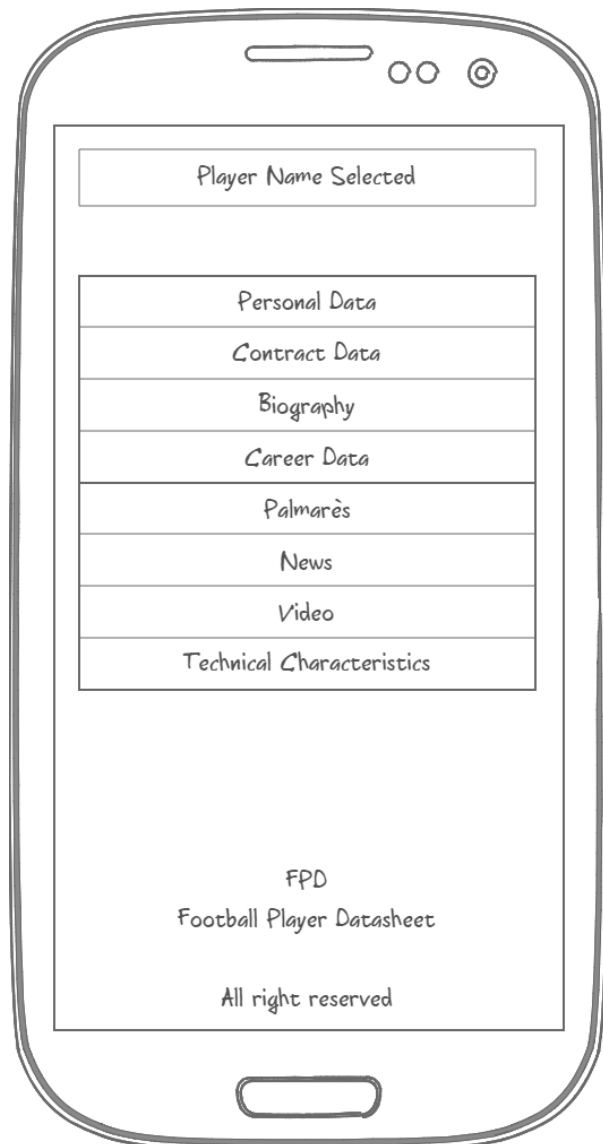 Player Name Selected
Personal Data
Contract Data
Biography
Career Data
Palmarès
News
Video
Technical Characteristics
FPD
Football Player Datasheet
All right reserved